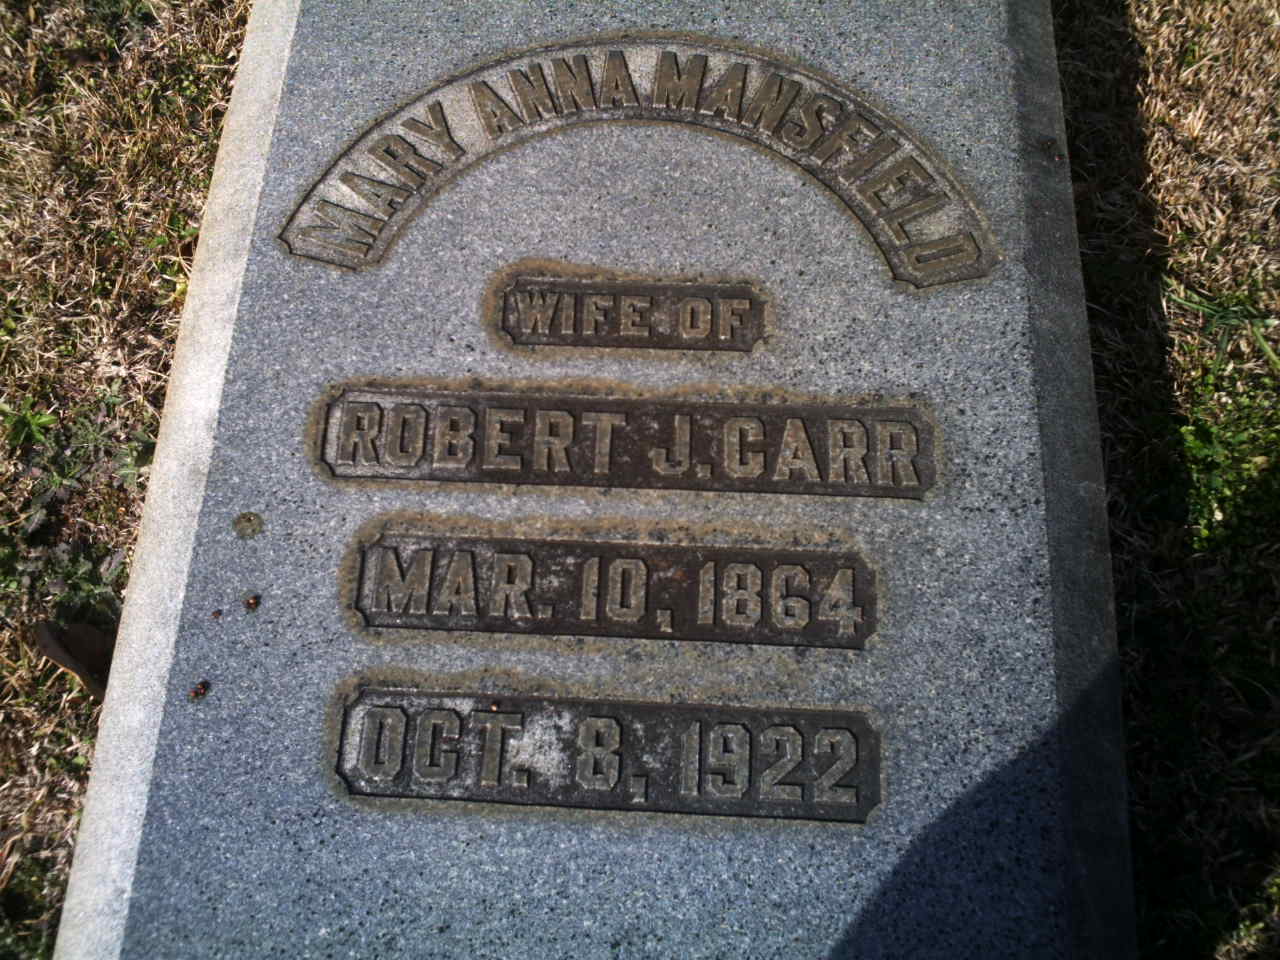 MARY ANNA MANSFIELD
WIFE OF
ROBERT J. CARR
MAR. 10, 1864
OCT. 8, 1922